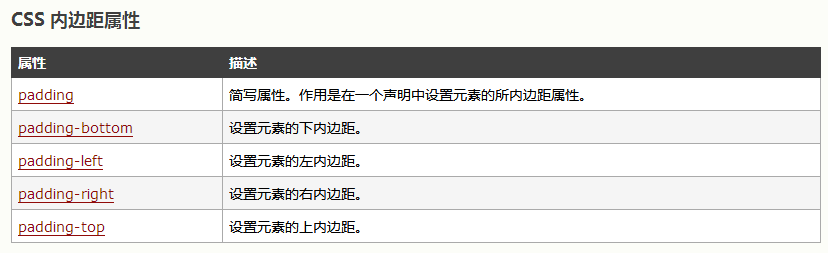 CSS 内边距属性
属性 描述
padding 简写属性。作用是在一个声明中设置元素的所内边距属性。
padding-bottom 设置元素的下内边距。
padding-left 设置元素的左内边距。
padding-right 设置元素的右内边距。
padding-top 设置元素的上内边距。